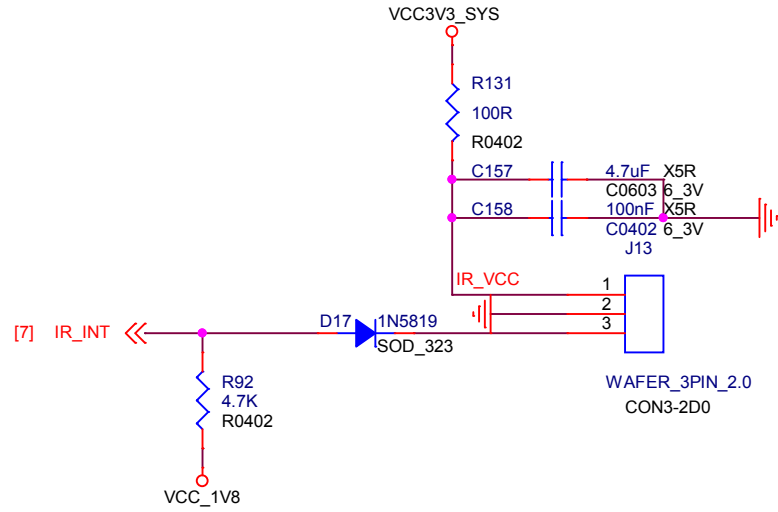 VCC3V3_SYS
R131
100R
R0402
C157 4.7uF X5R
C0603 6_3V
C158 100nF X5R
C0402 6_3V
J13
IR_VCC 1
2
3
[7] IR_INT D17 1N5819
SOD_323
R92
4.7K
R0402
WAFER_3PIN_2.0
CON3-2D0
VCC_1V8